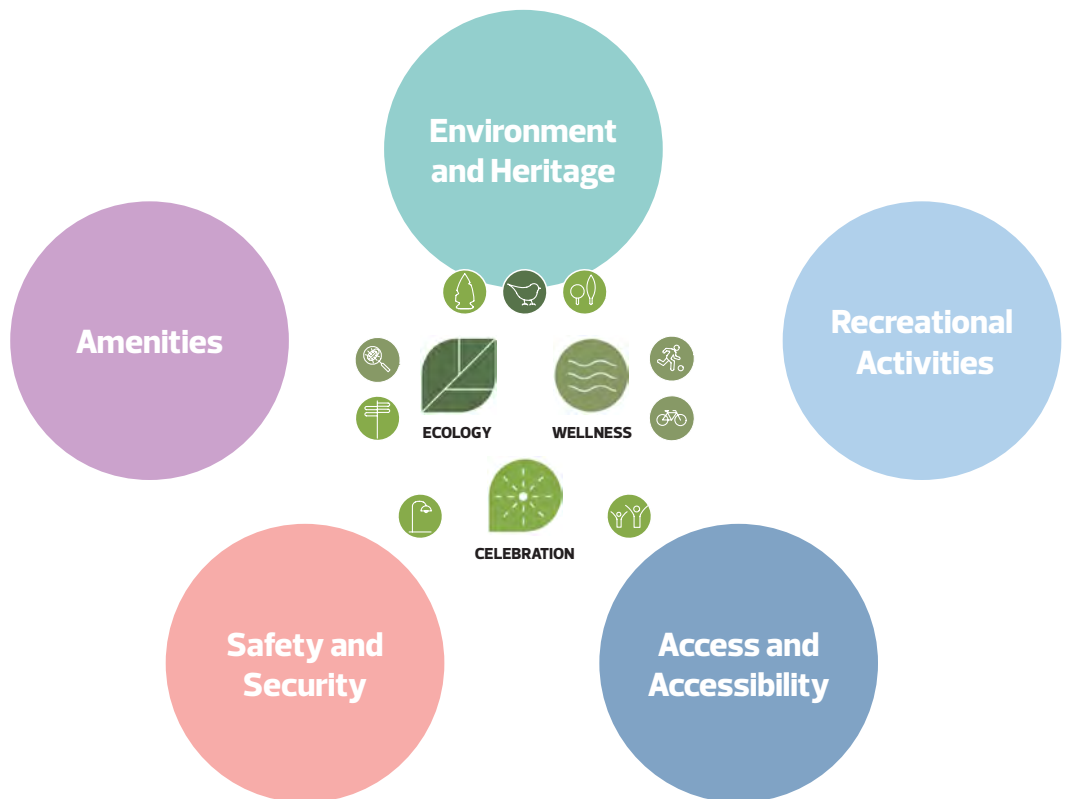 Environment
and Heritage
Amenities
Recreational
Activities
ECOLOGY
WELLNESS
CELEBRATION
Safety and
Security
Access and
Accessibility